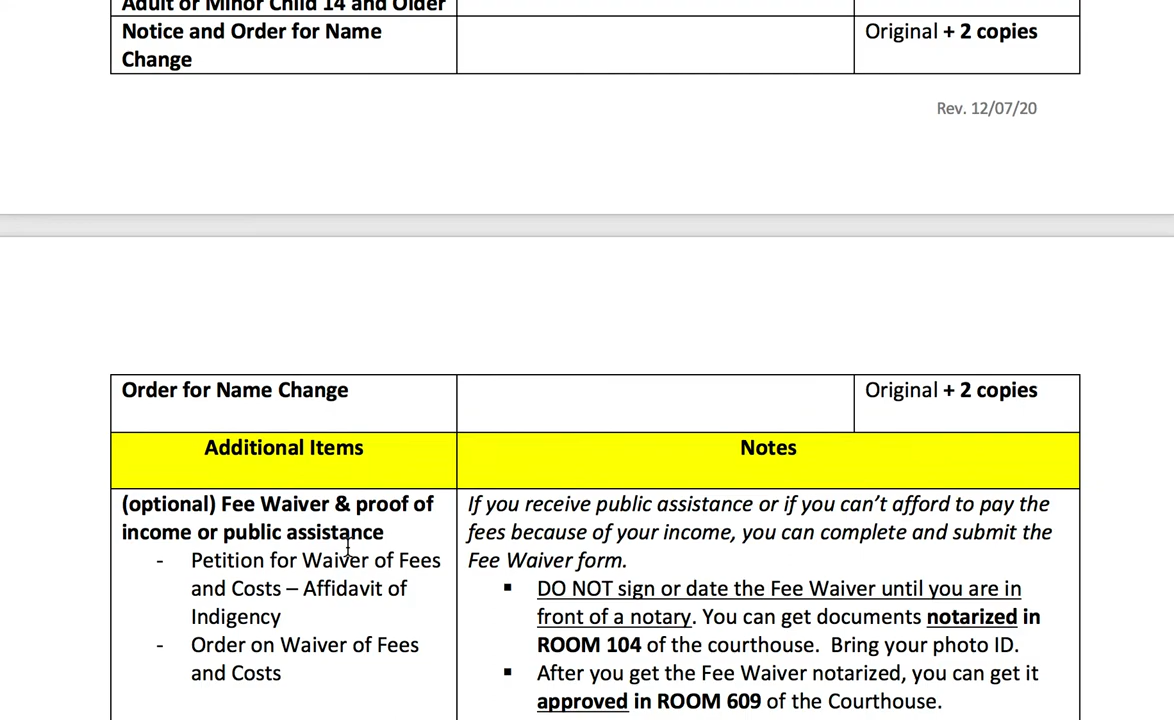 Adult or Minor Child 14 and Older
Notice and Order for Name
Change
Original + 2 copies
Rev. 12/07/20
Order for Name Change
Original + 2 copies
Additional Items
Notes
(optional) Fee Waiver & proof of
income or public assistance
- Petition for Waiver of Fees
and Costs – Affidavit of
Indigency
- Order on Waiver of Fees
and Costs
If you receive public assistance or if you can’t afford to pay the
fees because of your income, you can complete and submit the
Fee Waiver form.
▪ DO NOT sign or date the Fee Waiver until you are in
front of a notary. You can get documents notarized in
ROOM 104 of the courthouse. Bring your photo ID.
▪ After you get the Fee Waiver notarized, you can get it
approved in ROOM 609 of the Courthouse.